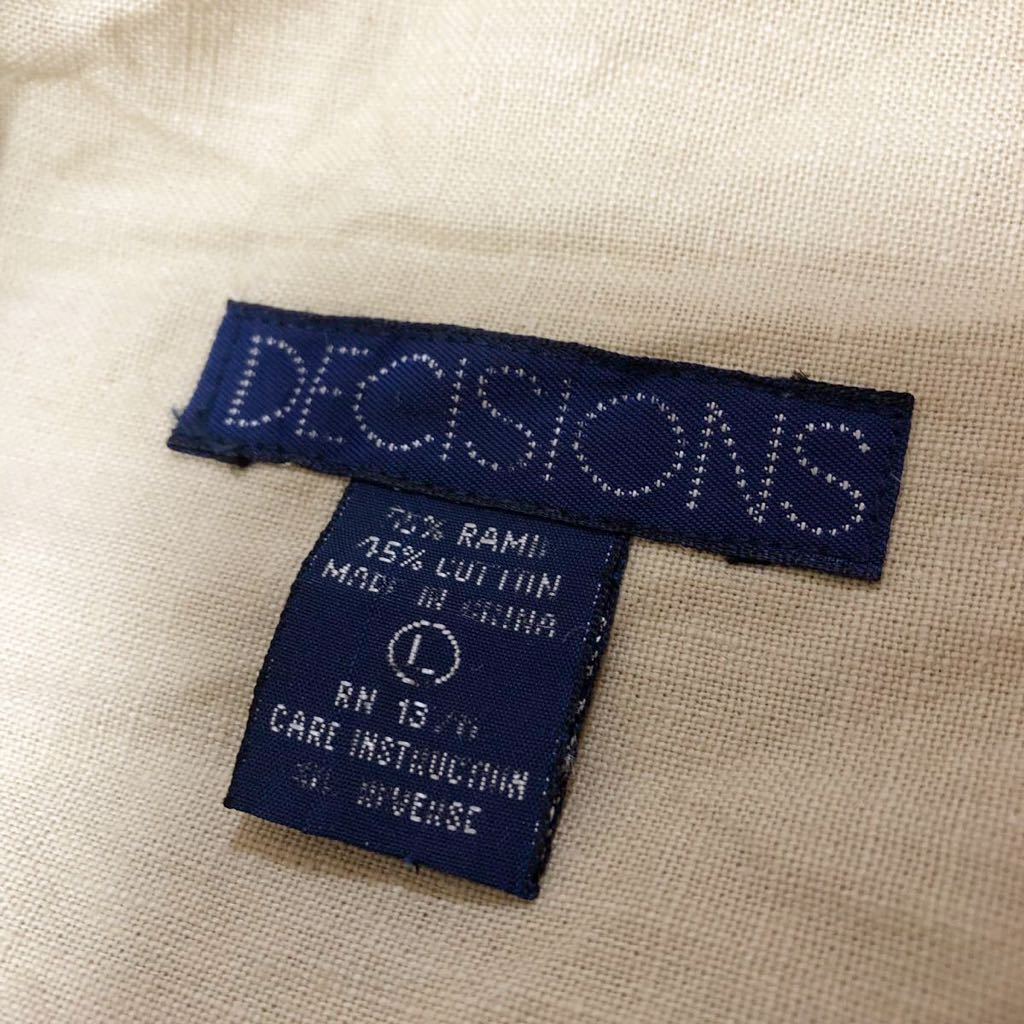 DECISIONS
RAMIE
45% COTTON
MADE IN CHINA
L
RN 13
CARE INSTRUCTION
REVERSE